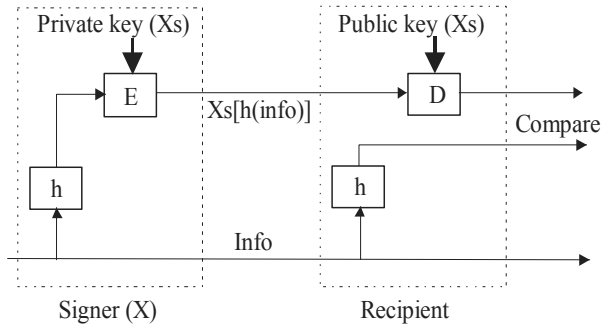 Private key (Xs)
Public key (Xs)
E
D
Xs[h(info)]
Compare
h
h
Info
Signer (X)
Recipient